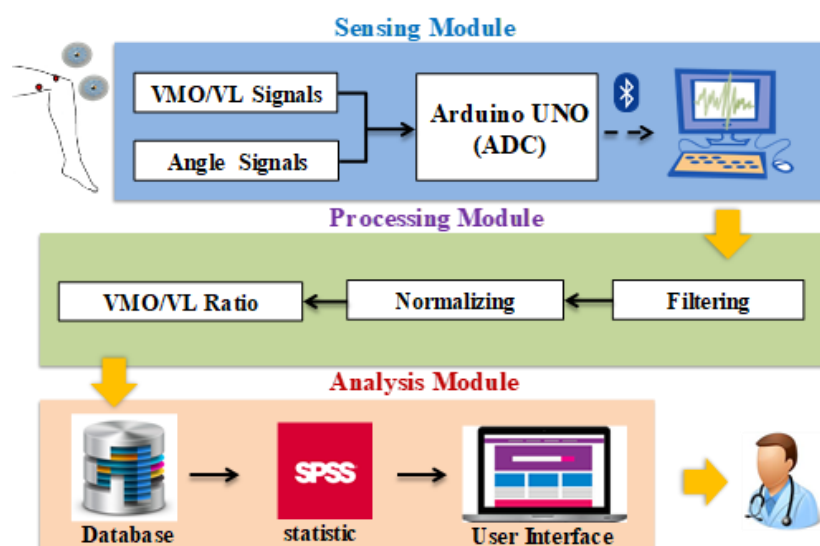 Sensing Module
VMO/VL Signals
Angle Signals
Arduino UNO
(ADC)
Processing Module
VMO/VL Ratio
Normalizing
Filtering
Analysis Module
SPSS
Database
statistic
User Interface